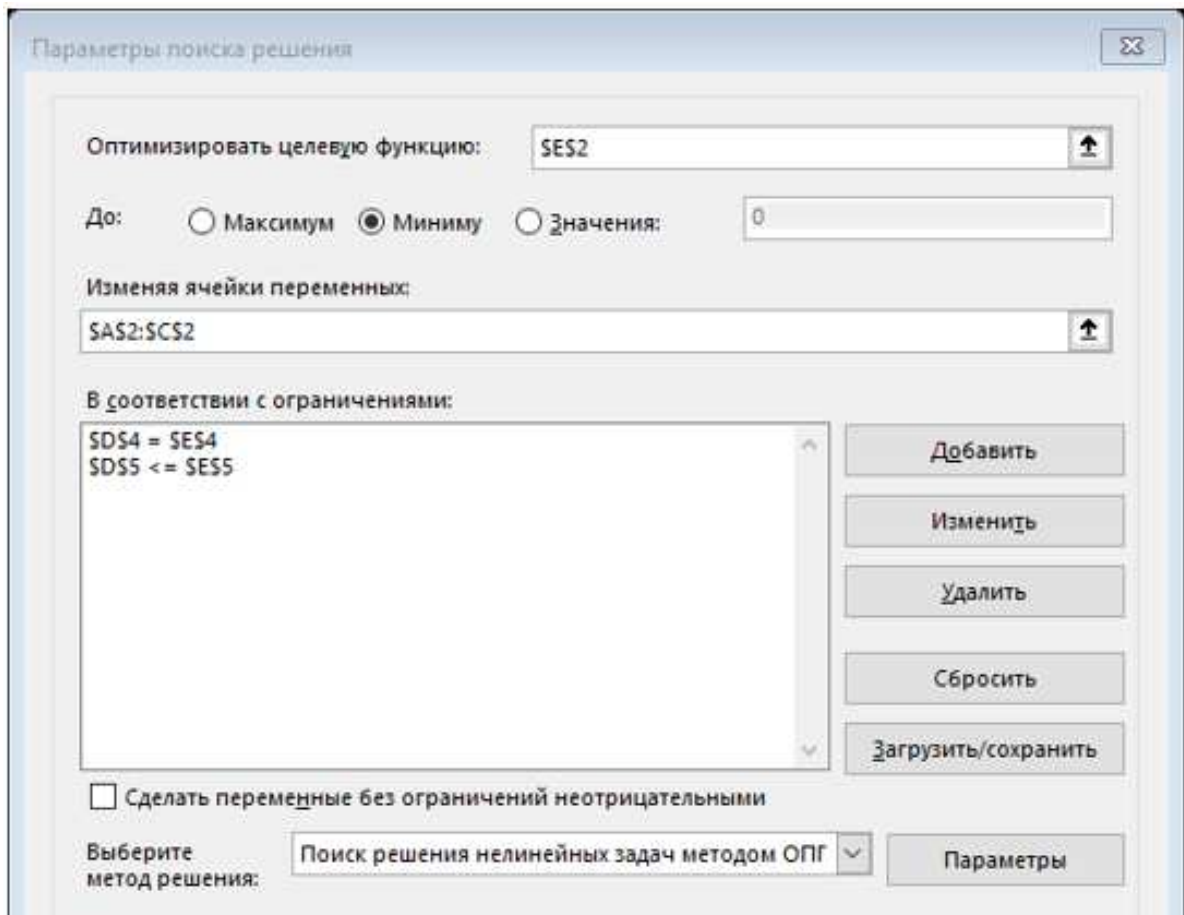 Параметры поиска решения
Оптимизировать целевую функцию: $E$2
До: Максимум Миниму Значения: 0
Изменяя ячейки переменных:
$A$2:$C$2
В соответствии с ограничениями:
$D$4 = $E$4
$D$5 <= $E$5
Добавить
Изменить
Удалить
Сбросить
Загрузить/сохранить
Сделать переменные без ограничений неотрицательными
Выберите
метод решения:
Поиск решения нелинейных задач методом ОПГ
Параметры